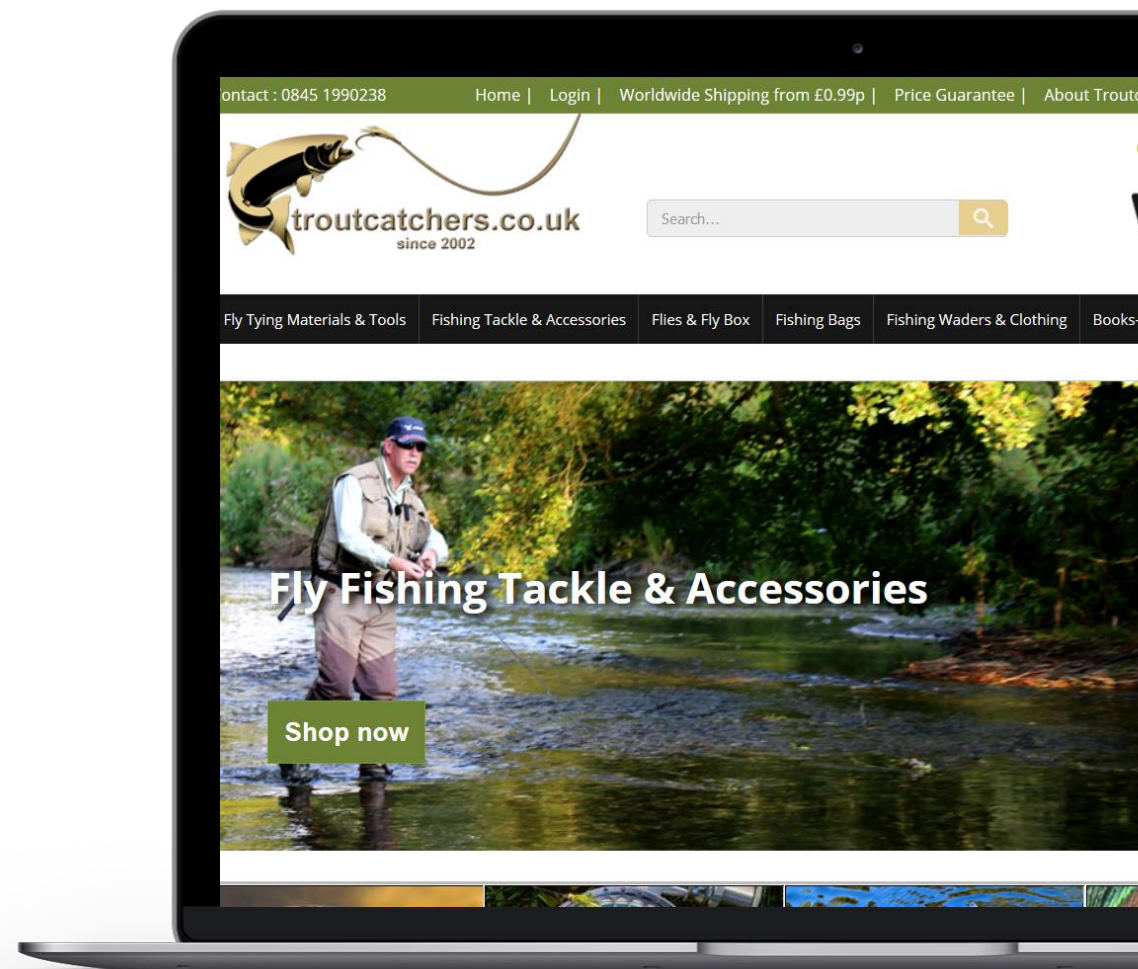 ontact : 0845 1990238 Home | Login | Worldwide Shipping from £0.99p | Price Guarantee | About
troutcatchers.co.uk
since 2002
Search...
Fly Tying Materials & Tools Fishing Tackle & Accessories Flies & Fly Box Fishing Bags Fishing Waders & Clothing Books-
Fly Fishing Tackle & Accessories
Shop now